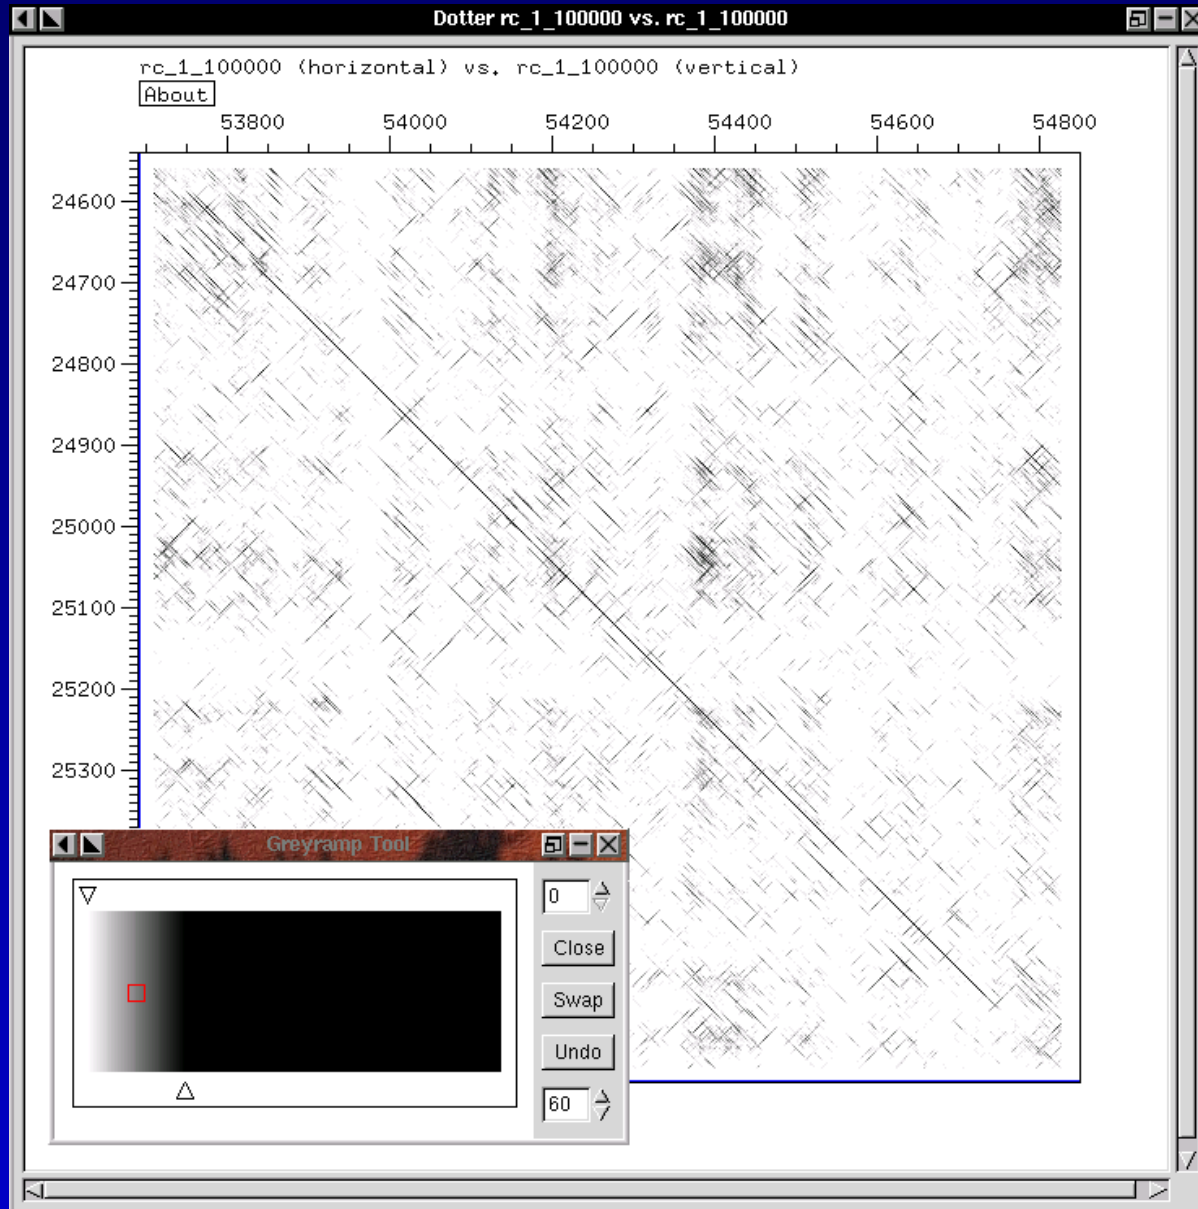 Dotter rc_1_100000 vs. rc_1_100000
rc_1_100000 (horizontal) vs. rc_1_100000 (vertical)
About
53800 54000 54200 54400 54600 54800
24600
24700
24800
24900
25000
25100
25200
25300
Greyramp Tool
0
Close
Swap
Undo
60